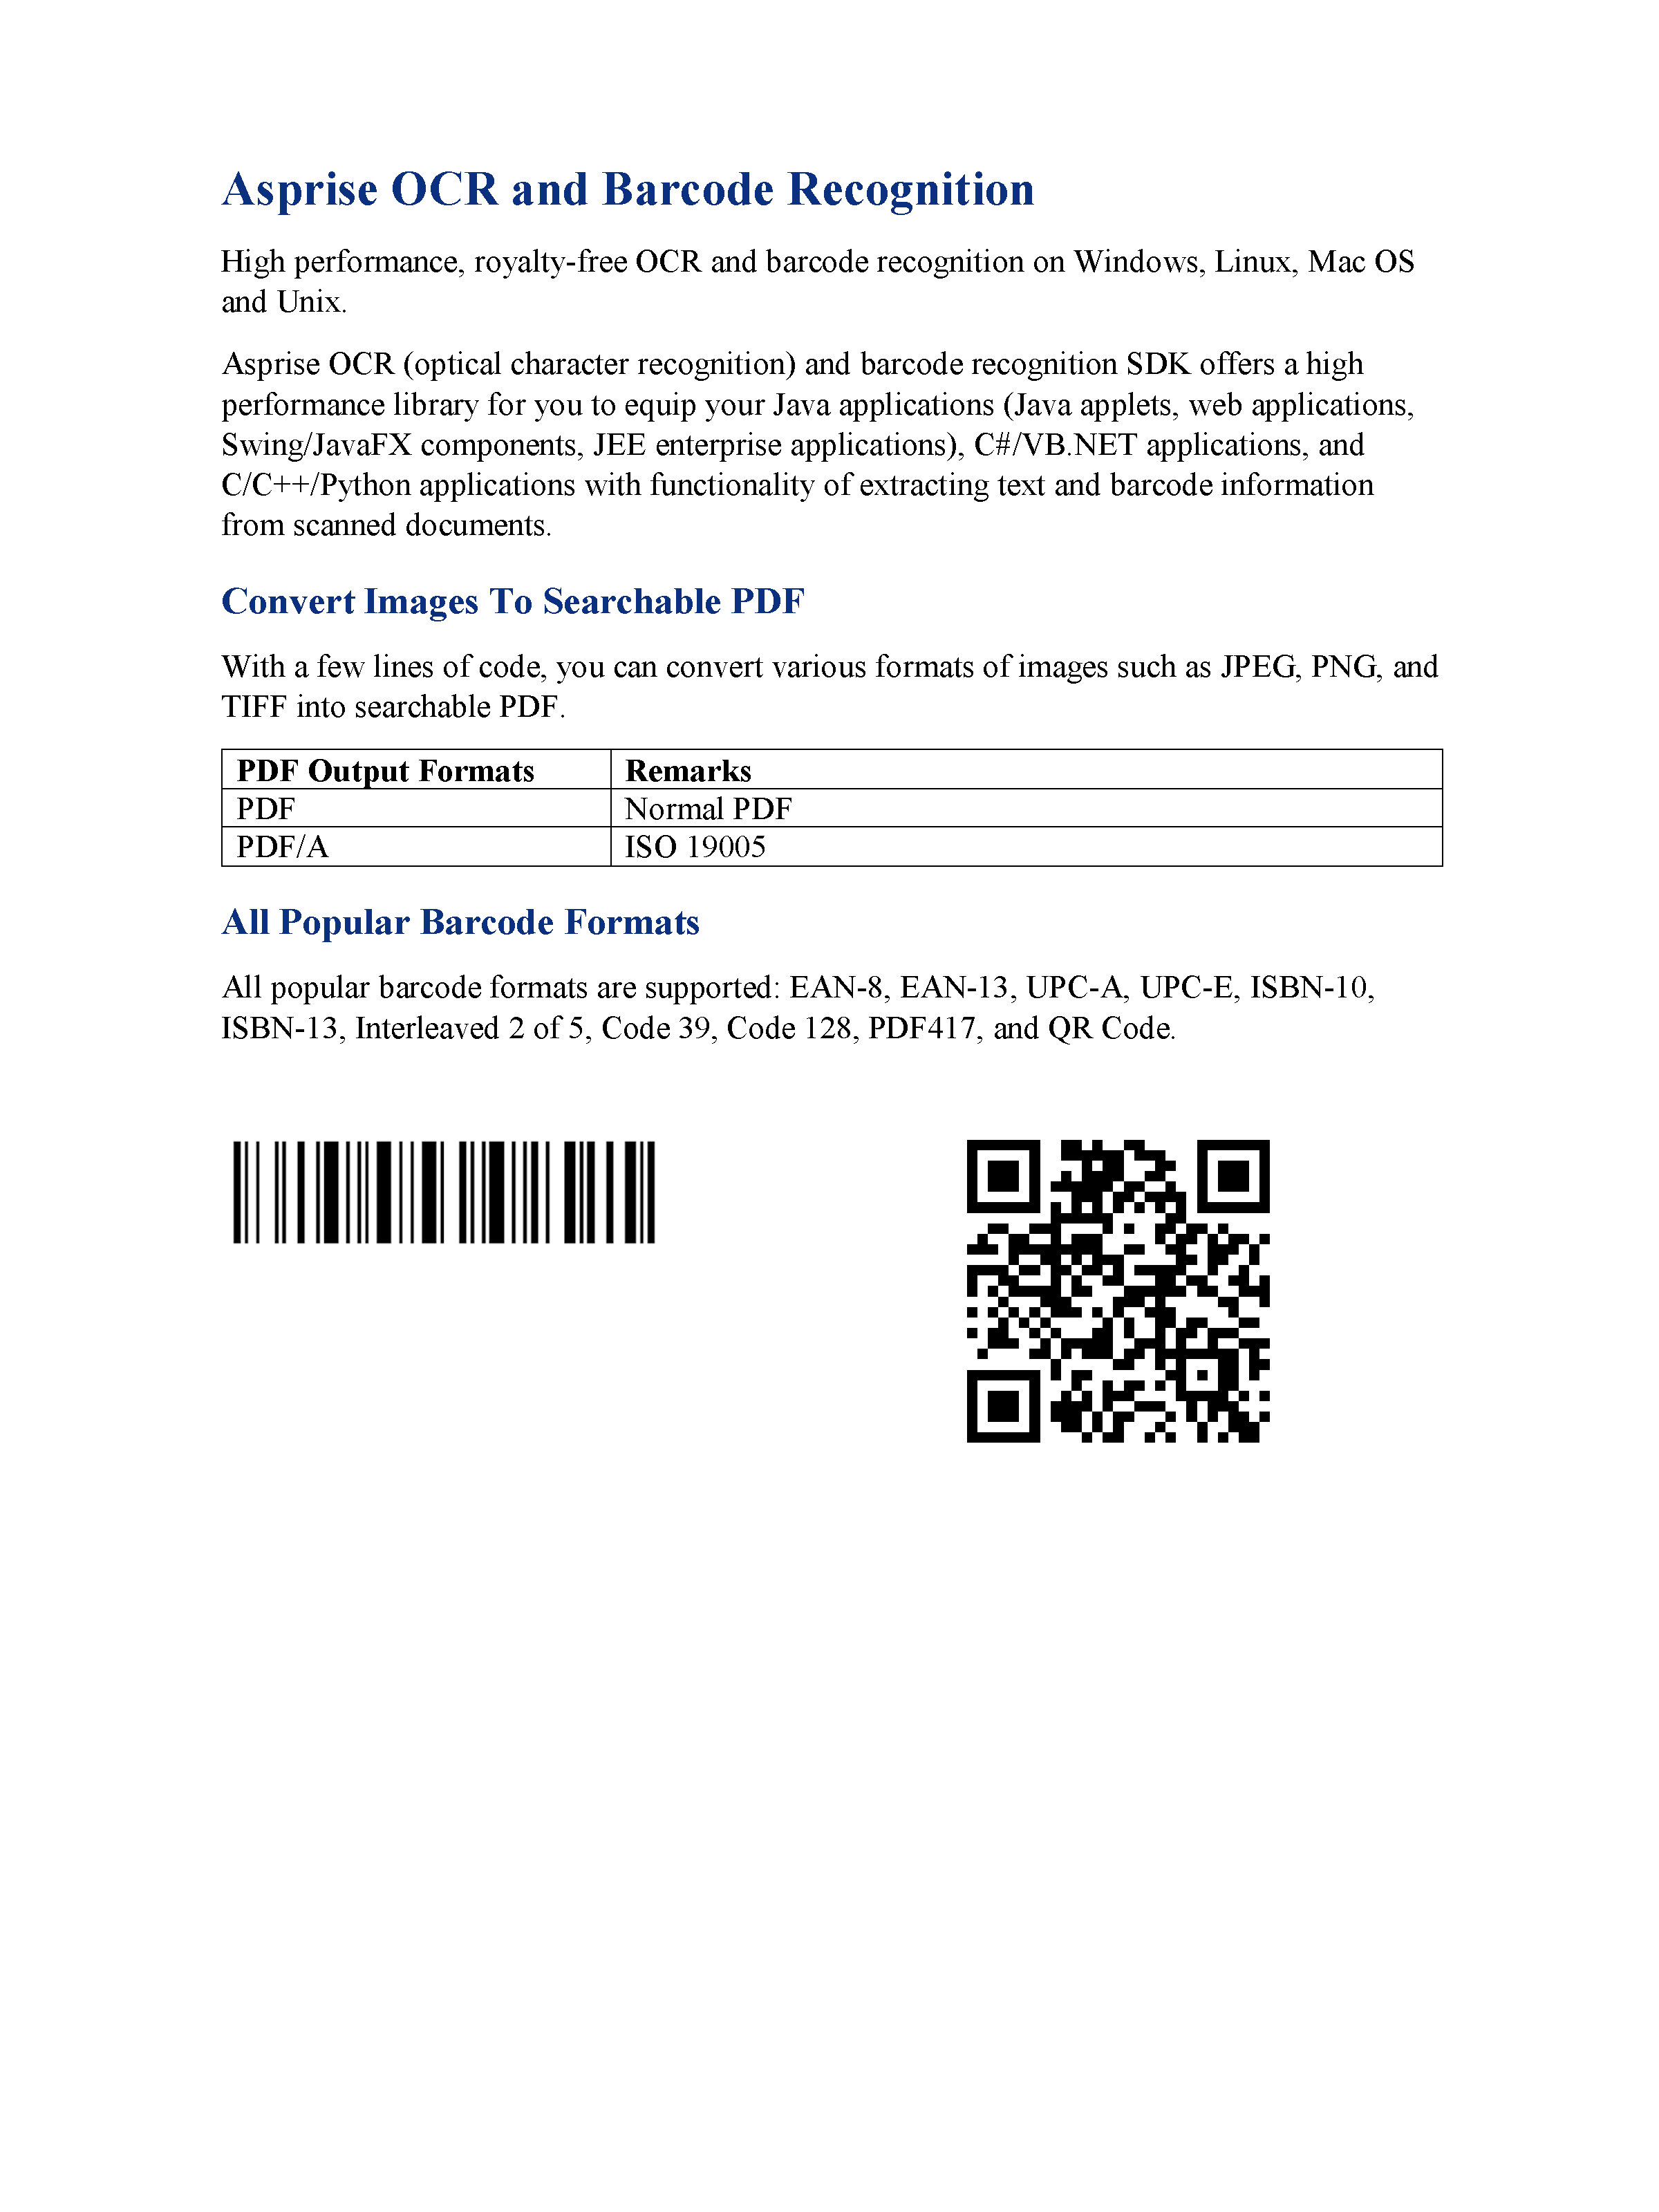 Asprise OCR and Barcode Recognition
High performance, royalty-free OCR and barcode recognition on Windows, Linux, Mac OS
and Unix.
Asprise OCR (optical character recognition) and barcode recognition SDK offers a high
performance library for you to equip your Java applications (Java applets, web applications,
Swing/JavaFX components, JEE enterprise applications), C#/VB.NET applications, and
C/C++/Python applications with functionality of extracting text and barcode information
from scanned documents.
Convert Images To Searchable PDF
With a few lines of code, you can convert various formats of images such as JPEG, PNG, and
TIFF into searchable PDF.
PDF Output Formats Remarks
PDF Normal PDF
PDF/A ISO 19005
All Popular Barcode Formats
All popular barcode formats are supported: EAN-8, EAN-13, UPC-A, UPC-E, ISBN-10,
ISBN-13, Interleaved 2 of 5, Code 39, Code 128, PDF417, and QR Code.